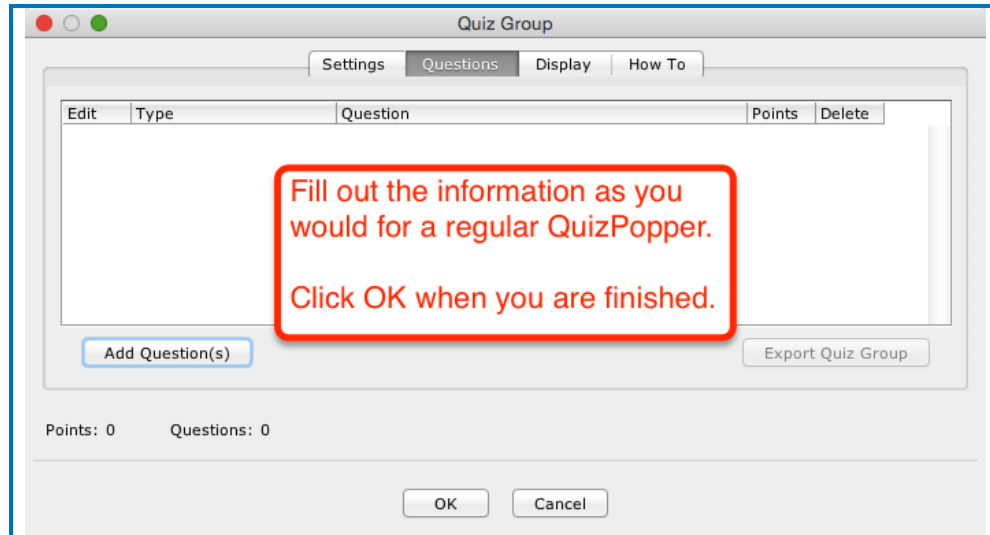 Quiz Group
Settings Questions Display How To
Edit Type Question Points Delete
Fill out the information as you
would for a regular QuizPopper.
Click OK when you are finished.
Add Question(s) Export Quiz Group
Points: 0 Questions: 0
OK Cancel